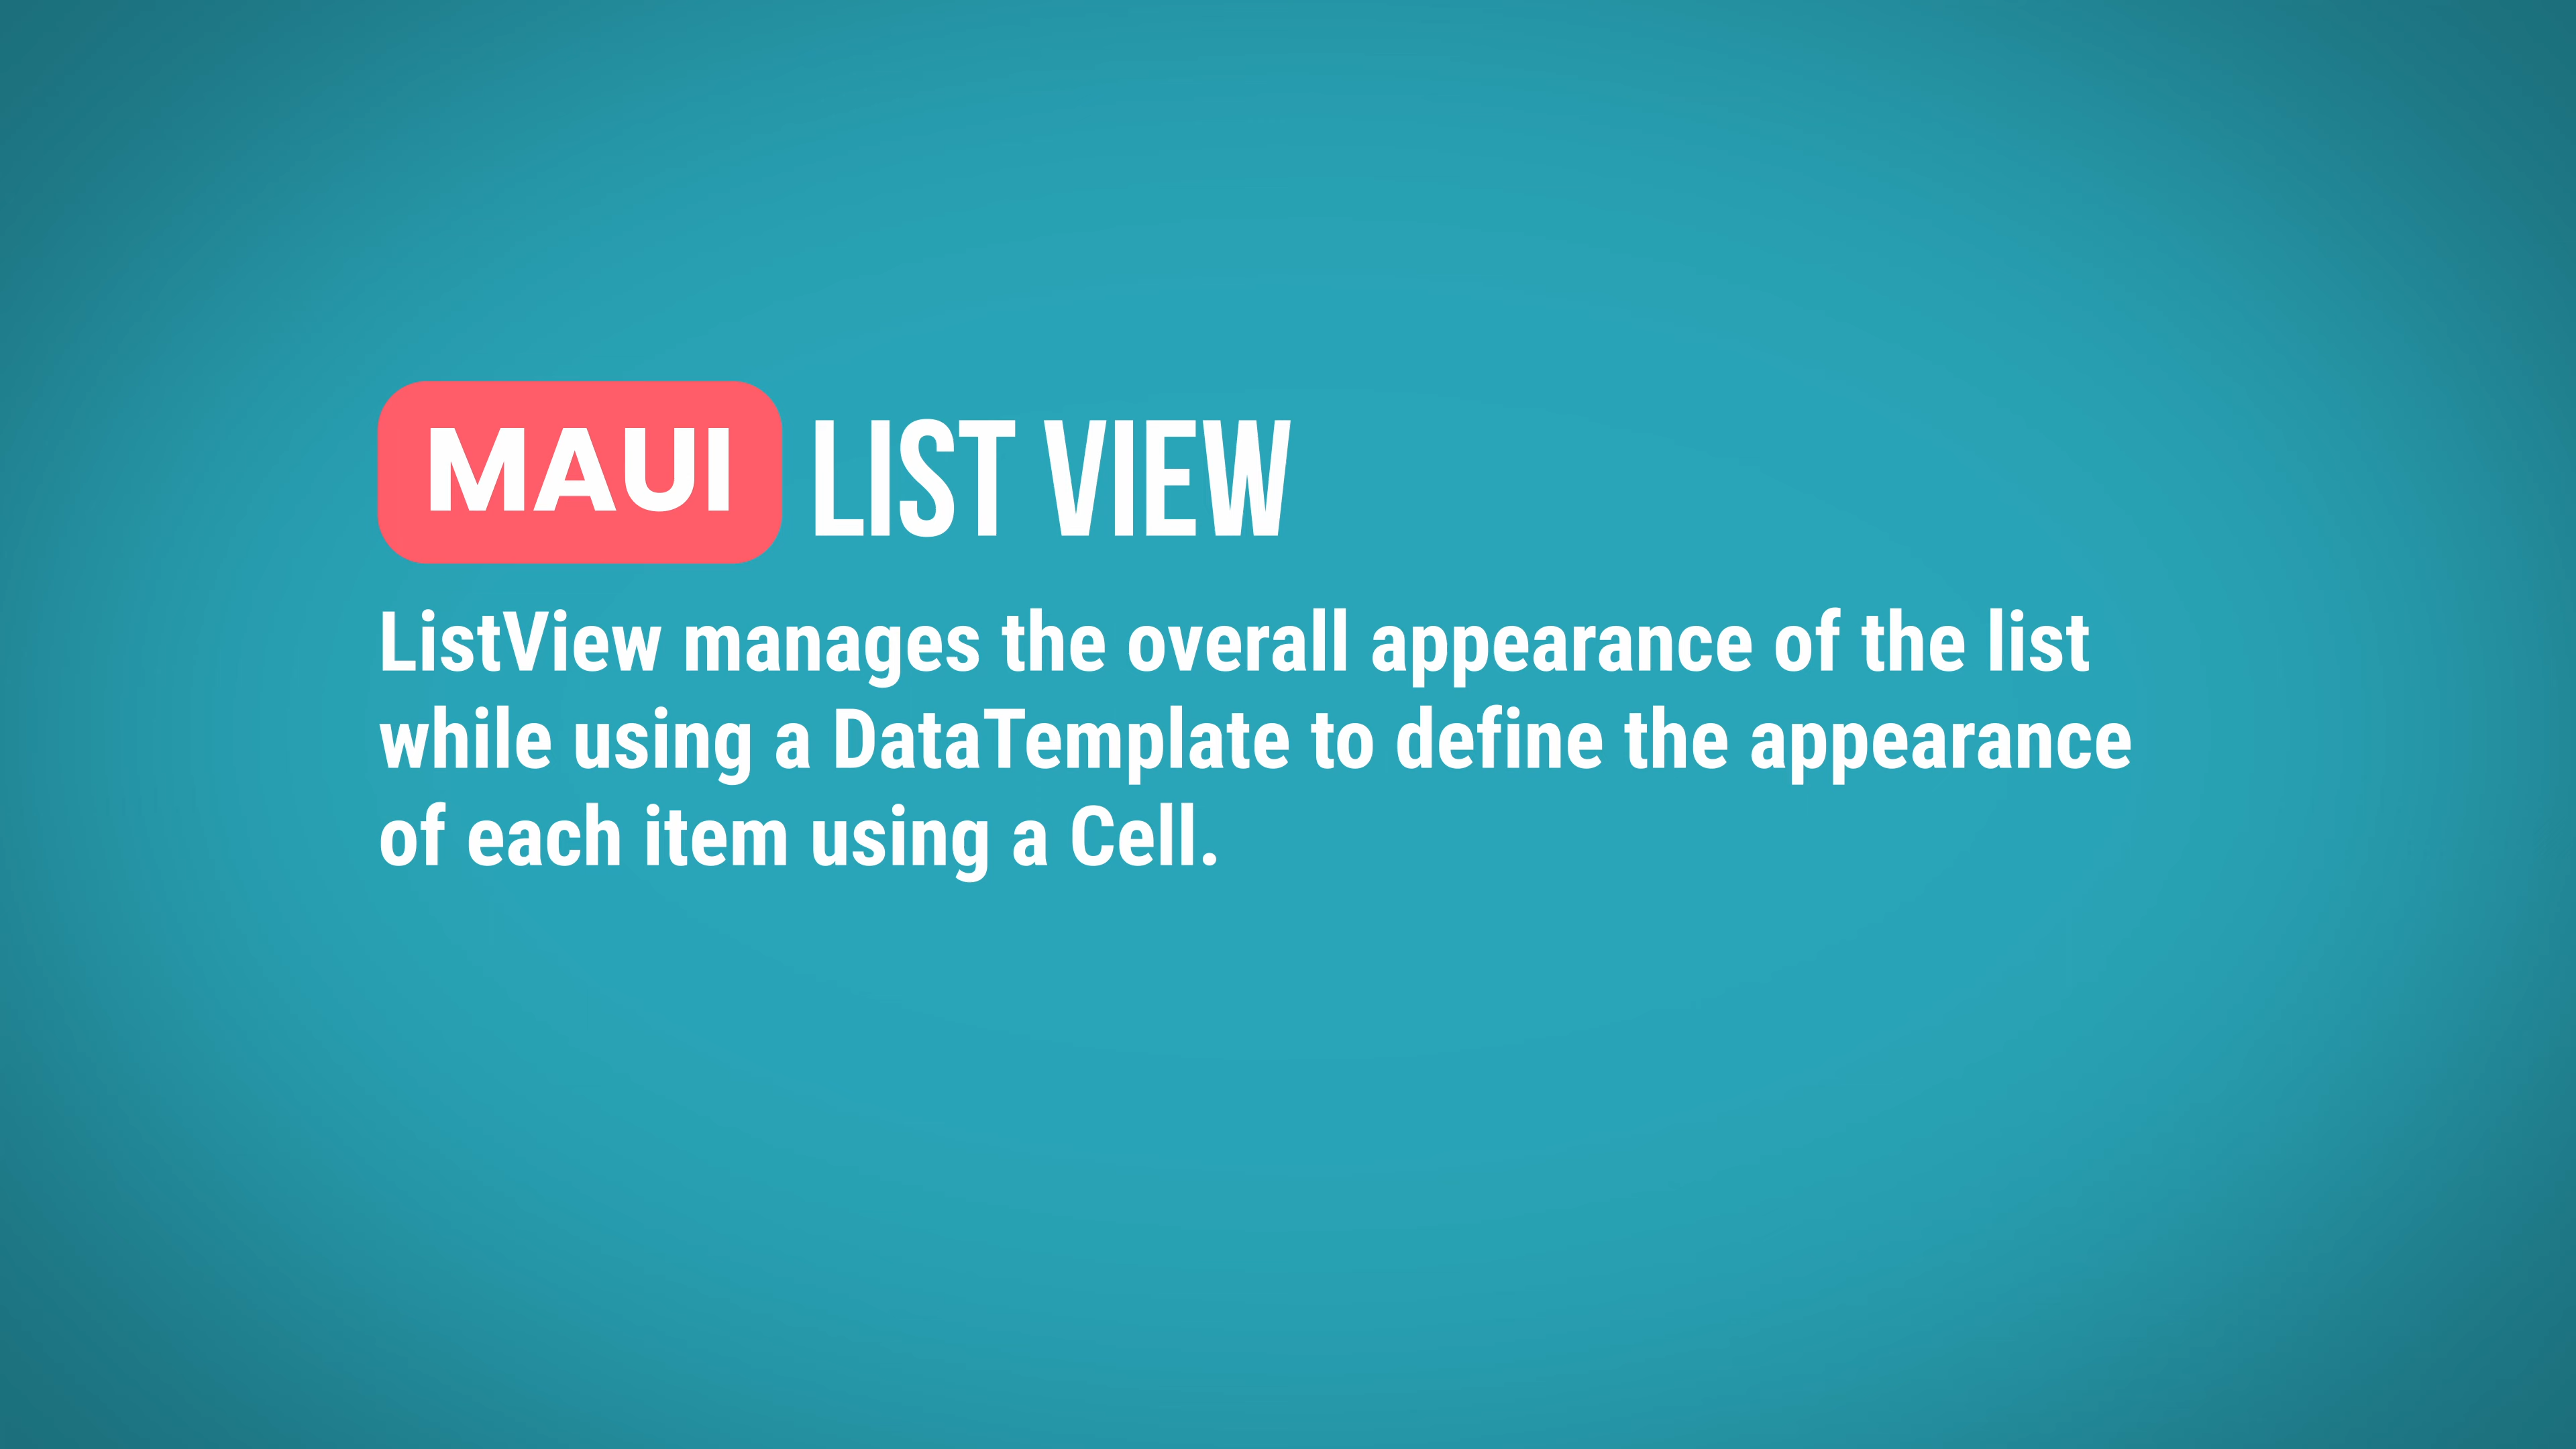 MAUI LIST VIEW
ListView manages the overall appearance of the list
while using a DataTemplate to define the appearance
of each item using a Cell.